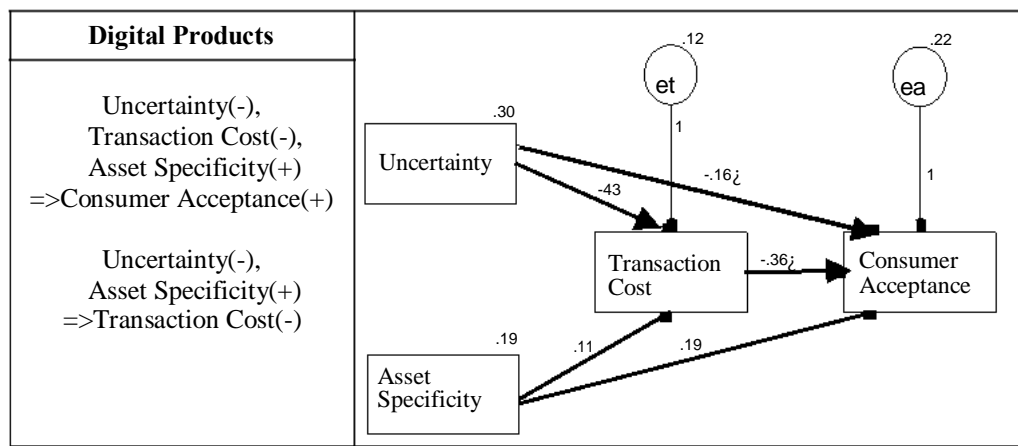 Digital Products
Uncertainty(-),
Transaction Cost(-),
Asset Specificity(+)
=>Consumer Acceptance(+)
Uncertainty(-),
Asset Specificity(+)
=>Transaction Cost(-)
.12
.22
et
ea
.30
1
1
Uncertainty
-.16¿
-43
Transaction
Cost
-.36¿
Consumer
Acceptance
.19
.11
.19
Asset
Specificity